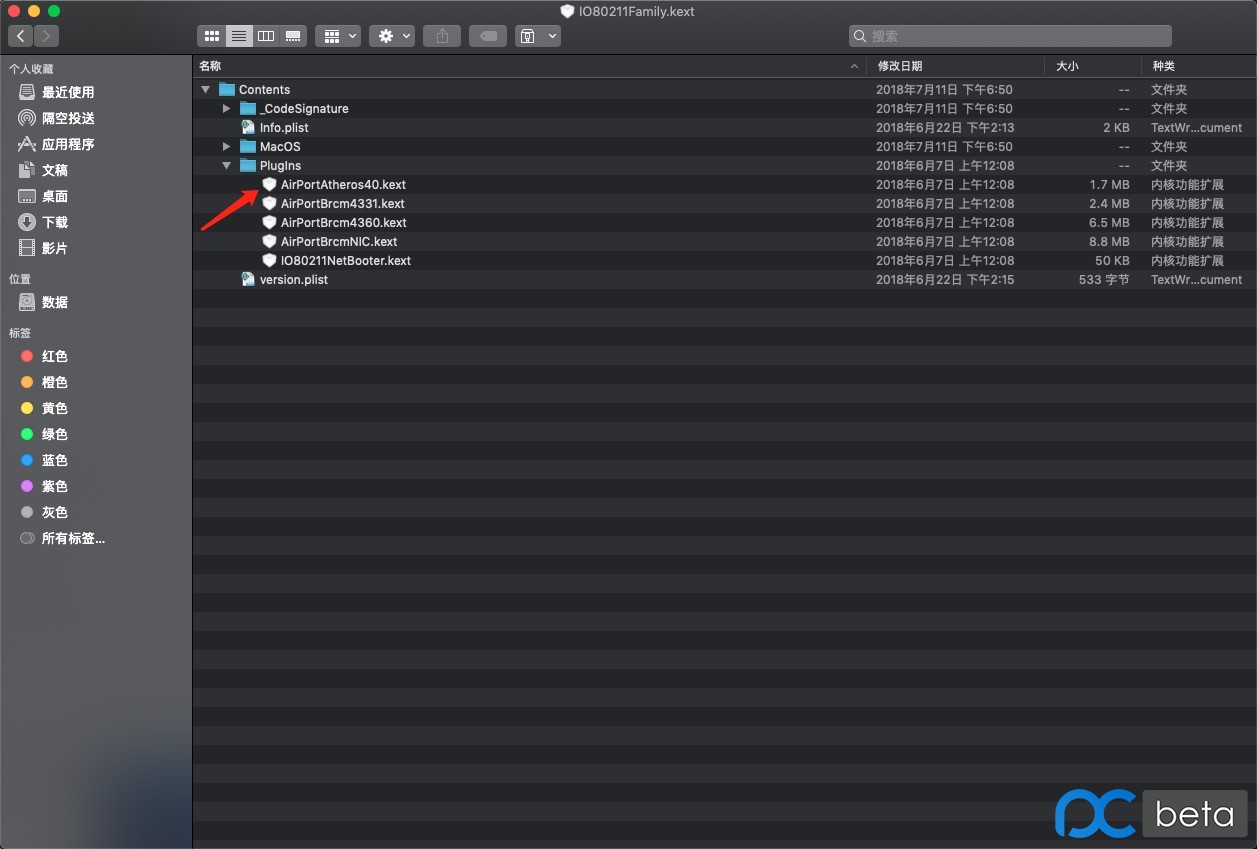 IO80211Family.kext
搜索
个人收藏
最近使用
隔空投送
应用程序
文稿
桌面
下载
影片
位置
数据
标签
红色
橙色
黄色
绿色
蓝色
紫色
灰色
所有标签...
名称 修改日期 大小 种类
Contents 2018年7月11日 下午6:50 -- 文件夹
_CodeSignature 2018年7月11日 下午6:50 -- 文件夹
Info.plist 2018年6月22日 下午2:13 2 KB TextWr...cument
MacOS 2018年7月11日 下午6:50 -- 文件夹
PlugIns 2018年6月7日 上午12:08 -- 文件夹
AirPortAtheros40.kext 2018年6月7日 上午12:08 1.7 MB 内核功能扩展
AirPortBrcm4331.kext 2018年6月7日 上午12:08 2.4 MB 内核功能扩展
AirPortBrcm4360.kext 2018年6月7日 上午12:08 6.5 MB 内核功能扩展
AirPortBrcmNIC.kext 2018年6月7日 上午12:08 8.8 MB 内核功能扩展
IO80211NetBooter.kext 2018年6月7日 上午12:08 50 KB 内核功能扩展
version.plist 2018年6月22日 下午2:15 533 字节 TextWr...cument
PC beta